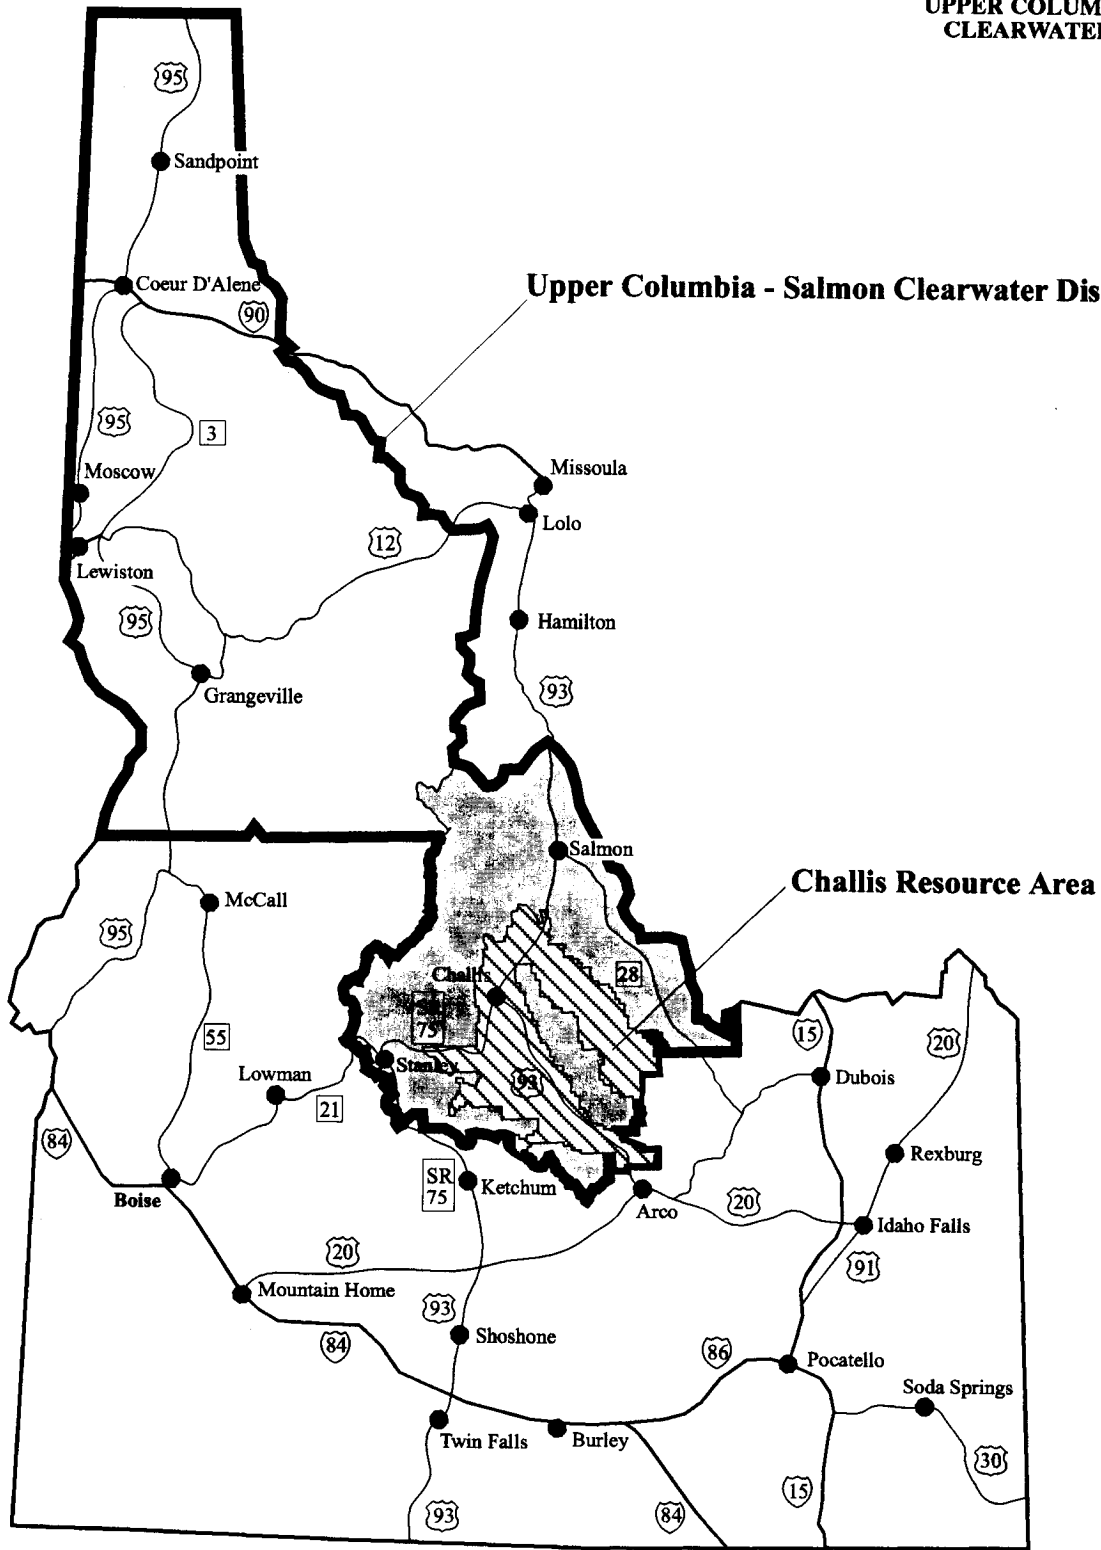 UPPER COLUM
CLEARWATER
95
Sandpoint
Coeur D'Alene
Upper Columbia - Salmon Clearwater Dis
90
95
3
Moscow
Missoula
Lolo
12
Lewiston
95
Hamilton
Grangeville
93
Salmon
Challis Resource Area
McCall
95
Challis
28
SR
75
55
15
20
Stanley
Lowman
93
Dubois
21
84
Rexburg
Boise
SR
75
Ketchum
Arco
20
Idaho Falls
20
91
Mountain Home
93
Shoshone
84
86
Pocatello
Soda Springs
Twin Falls
Burley
30
15
93
84